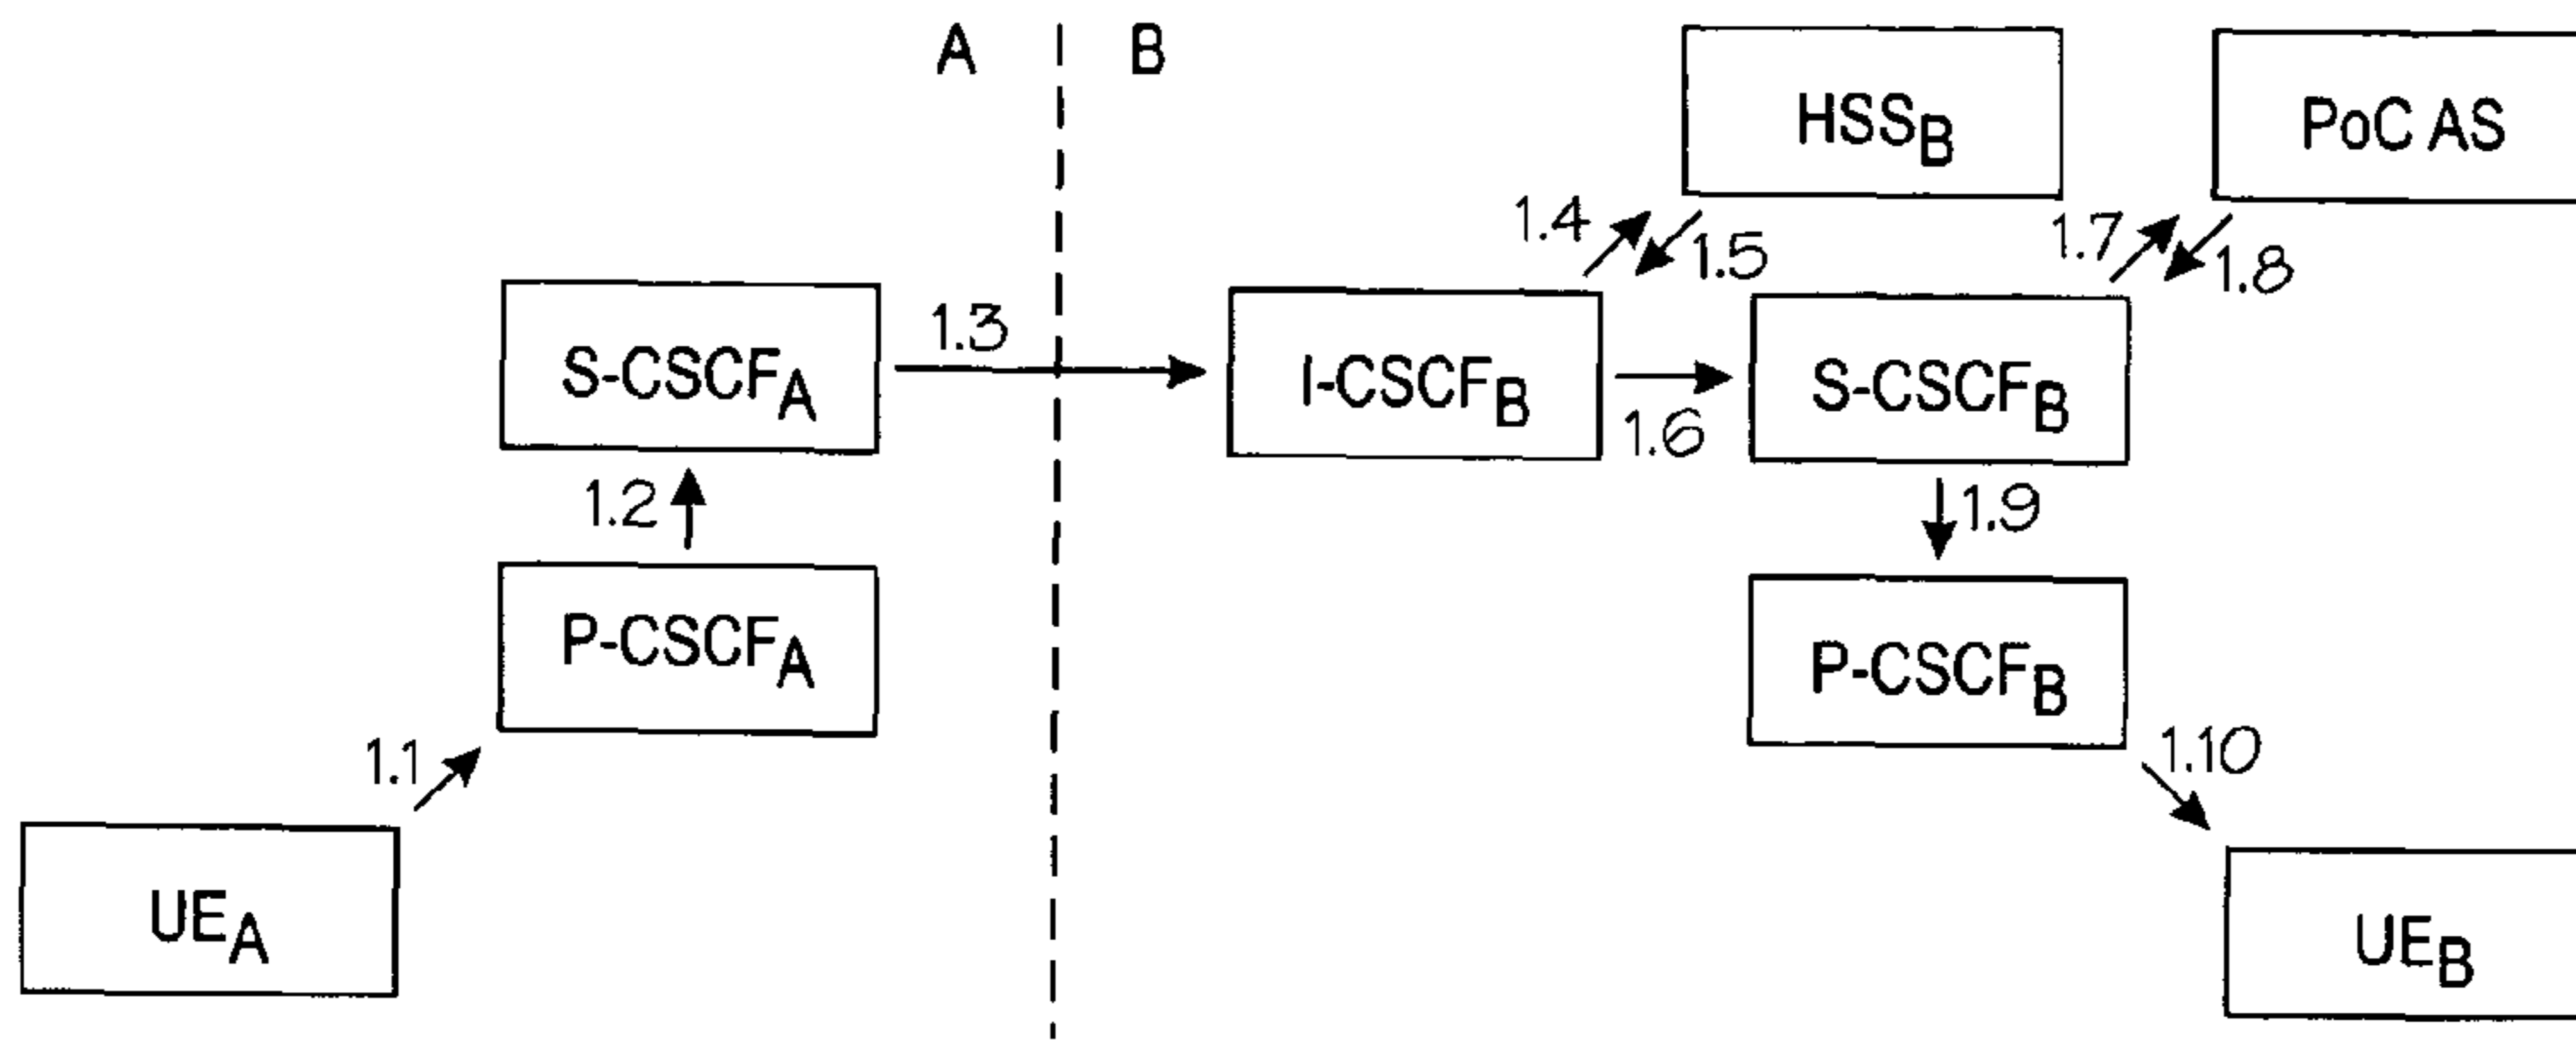 A
B
HSSB
PoC AS
1.4
1.5
1.7
1.8
S-CSCFA
1.3
I-CSCFB
1.6
S-CSCFB
1.2
1.9
P-CSCFA
P-CSCFB
1.1
1.10
UEA
UEB